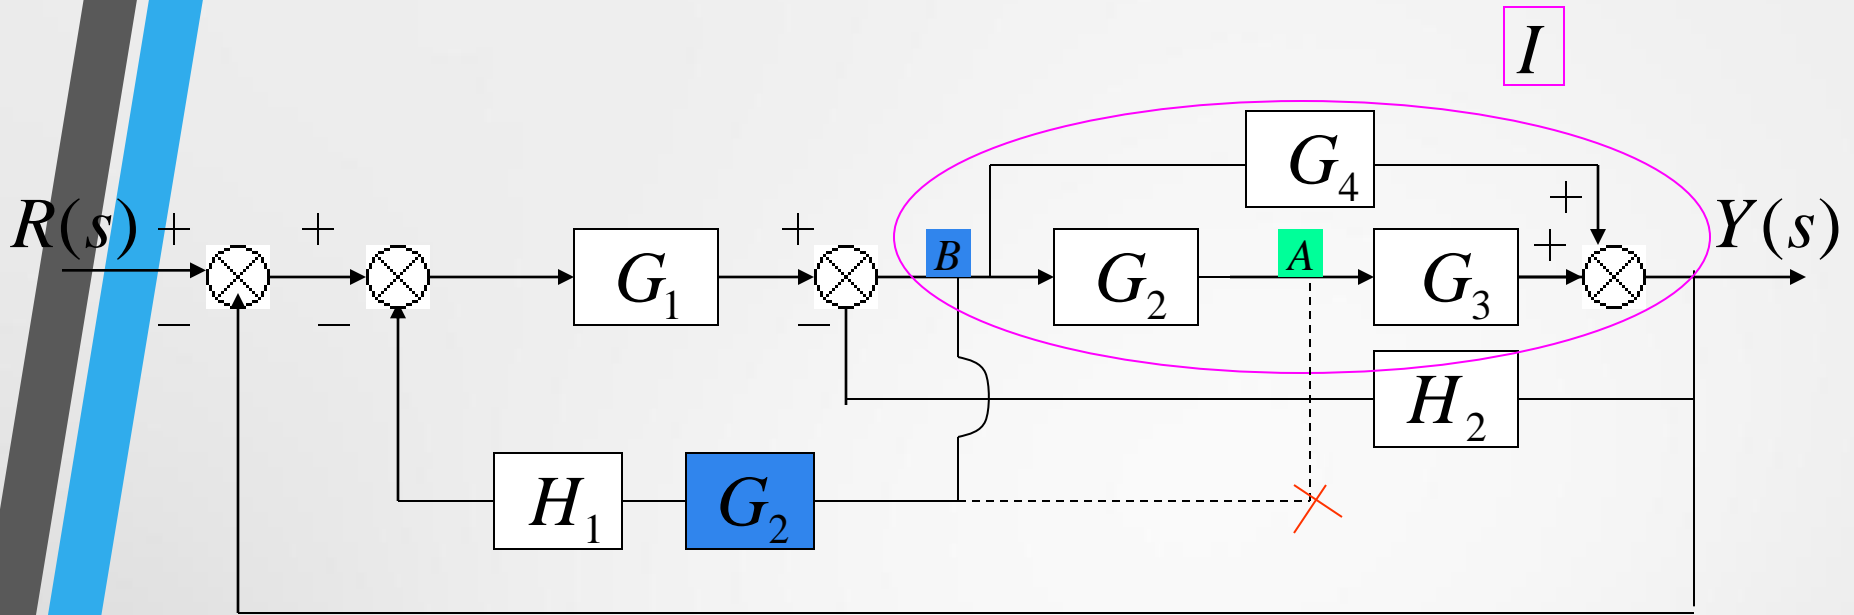 I
G₄
R(s) + + + + + Y(s)
B A
G₁ G₂ G₃
− − −
H₂
H₁ G₂